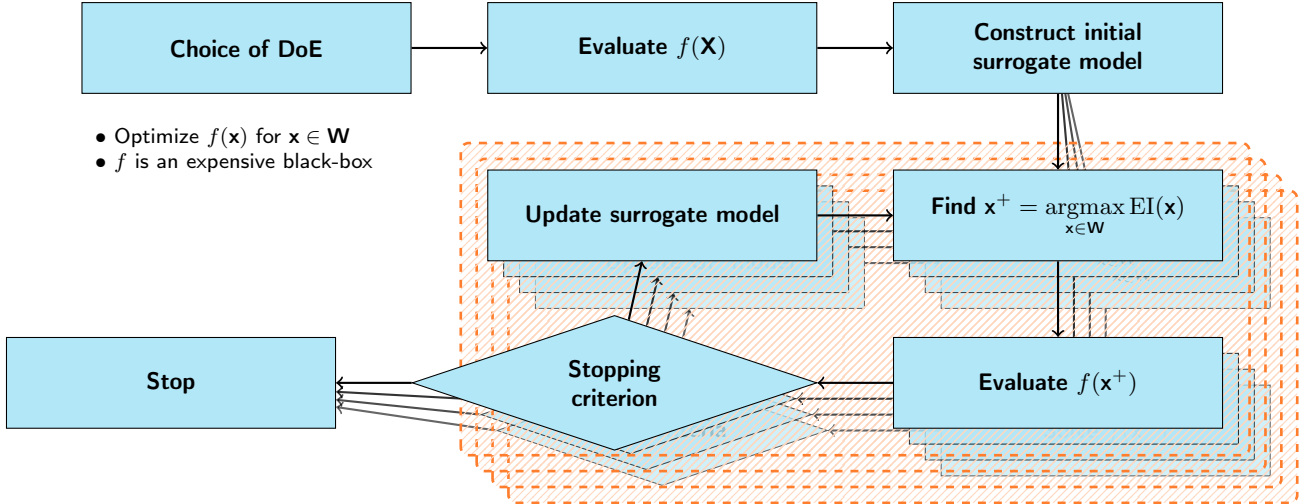 Choice of DoE
Evaluate f(X)
Construct initial
surrogate model
• Optimize f(x) for x ∈ W
• f is an expensive black-box
Update surrogate model
Find x⁺ = argmax EI(x)
x∈W
Stop
Stopping
criterion
Evaluate f(x⁺)